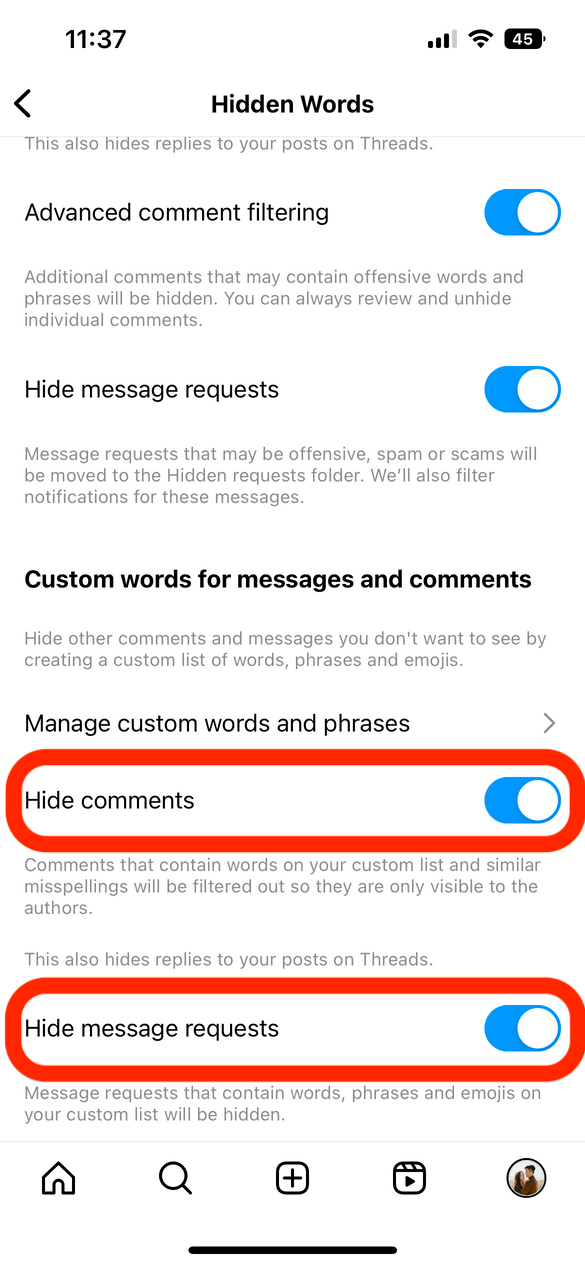 11:37
45
Hidden Words
This also hides replies to your posts on Threads.
Advanced comment filtering
Additional comments that may contain offensive words and
phrases will be hidden. You can always review and unhide
individual comments.
Hide message requests
Message requests that may be offensive, spam or scams will
be moved to the Hidden requests folder. We’ll also filter
notifications for these messages.
Custom words for messages and comments
Hide other comments and messages you don't want to see by
creating a custom list of words, phrases and emojis.
Manage custom words and phrases
Hide comments
Comments that contain words on your custom list and similar
misspellings will be filtered out so they are only visible to the
authors.
This also hides replies to your posts on Threads.
Hide message requests
Message requests that contain words, phrases and emojis on
your custom list will be hidden.